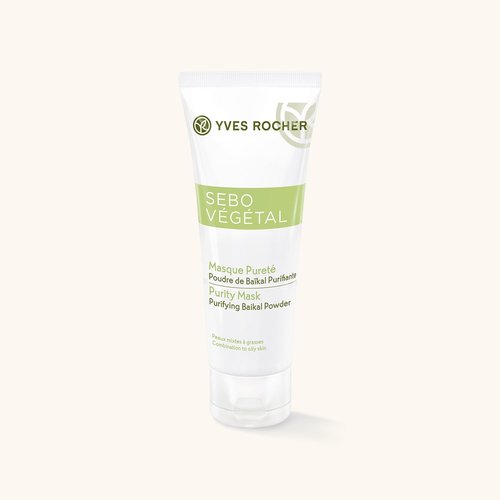 YVES ROCHER
SEBO
VÉGÉTAL
Masque Pureté
Poudre de Baïkal Purifiante
Purity Mask
Purifying Baikal Powder
Peaux mixtes à grasses
Combination to oily skin